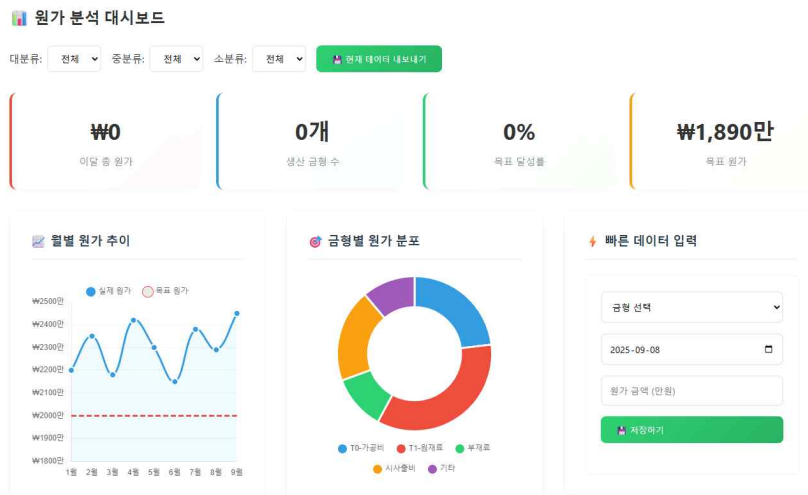 원가 분석 대시보드
대분류: 전체 중분류: 전체 소분류: 전체 현재 데이터 내보내기
₩0
이달 총 원가
0개
생산 금형 수
0%
목표 달성률
₩1,890만
목표 원가
월별 원가 추이
실제 원가 목표 원가
₩2500만
₩2400만
₩2300만
₩2200만
₩2100만
₩2000만
₩1900만
₩1800만
1월 2월 3월 4월 5월 6월 7월 8월 9월
금형별 원가 분포
T0-가공비 T1-원재료 부재료
시사출비 기타
빠른 데이터 입력
금형 선택
2025-09-08
원가 금액 (만원)
저장하기